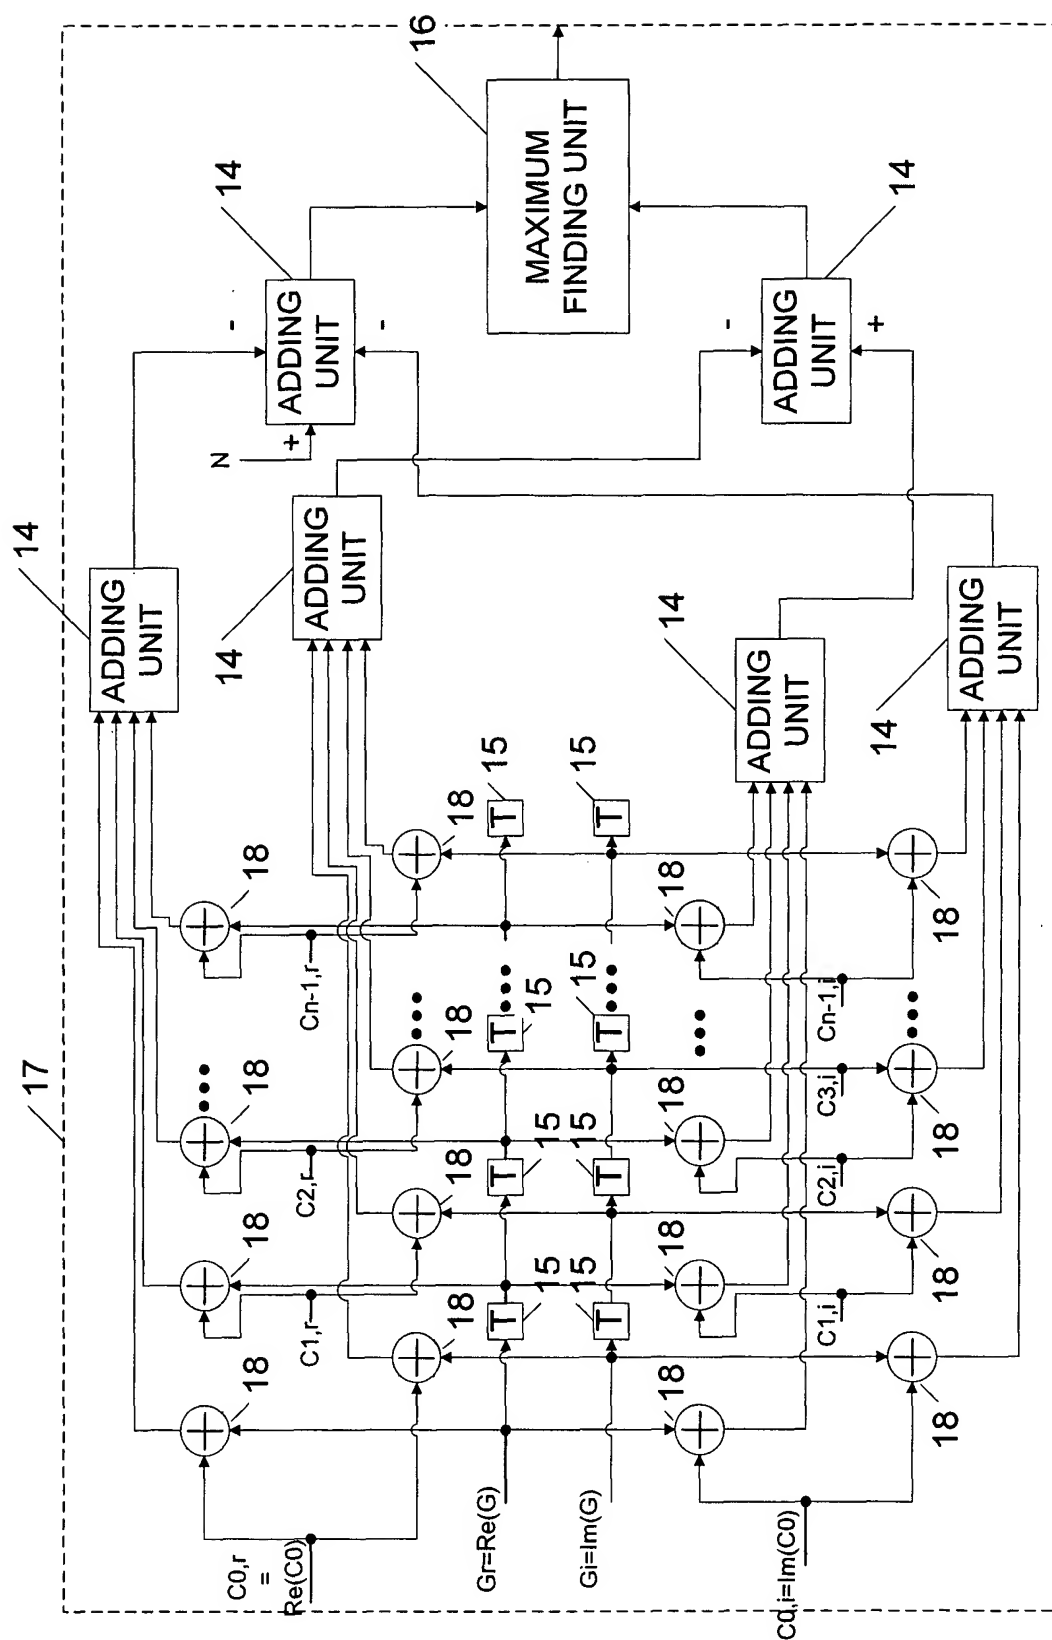 17
14
ADDING
UNIT
14
ADDING
UNIT
14
ADDING
UNIT
14
ADDING
UNIT
14
ADDING
UNIT
-
-
+
N
14
ADDING
UNIT
-
+
14
MAXIMUM
FINDING UNIT
16
C0,r
=
Re(C0)
C1,r
C2,r
Cn-1,r
18
18
18
18
18
18
18
18
Gr=Re(G)
T
15
T
15
T
15
T
15
Gi=Im(G)
T
15
T
15
T
15
T
15
18
18
18
18
C0,i=Im(C0)
C1,i
C2,i
C3,i
Cn-1,i
18
18
18
18